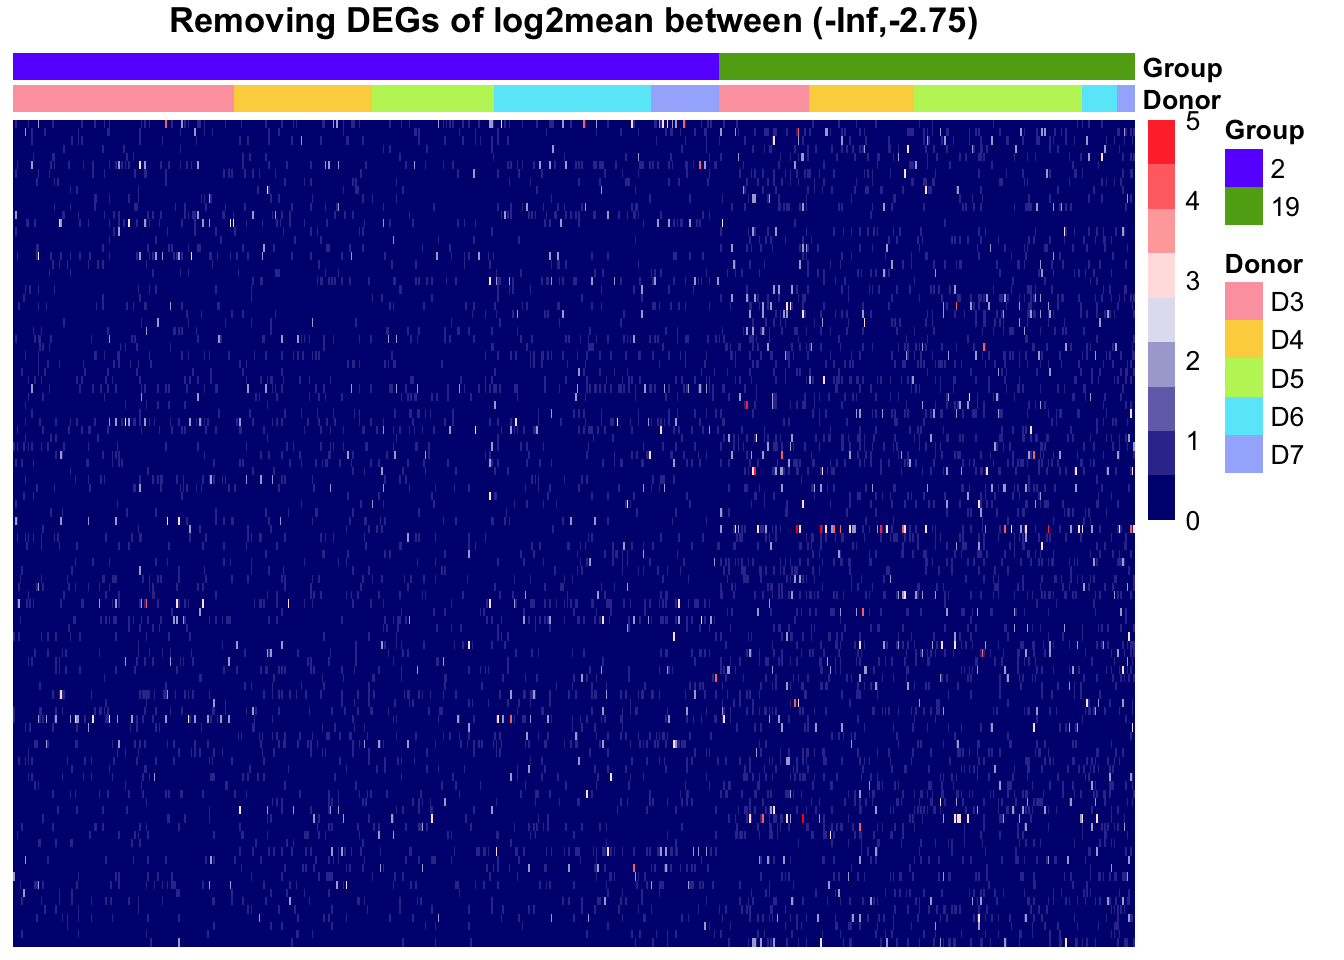 Removing DEGs of log2mean between (-Inf,-2.75)
Group
Donor
5
4
3
2
1
0
Group
2
19
Donor
D3
D4
D5
D6
D7